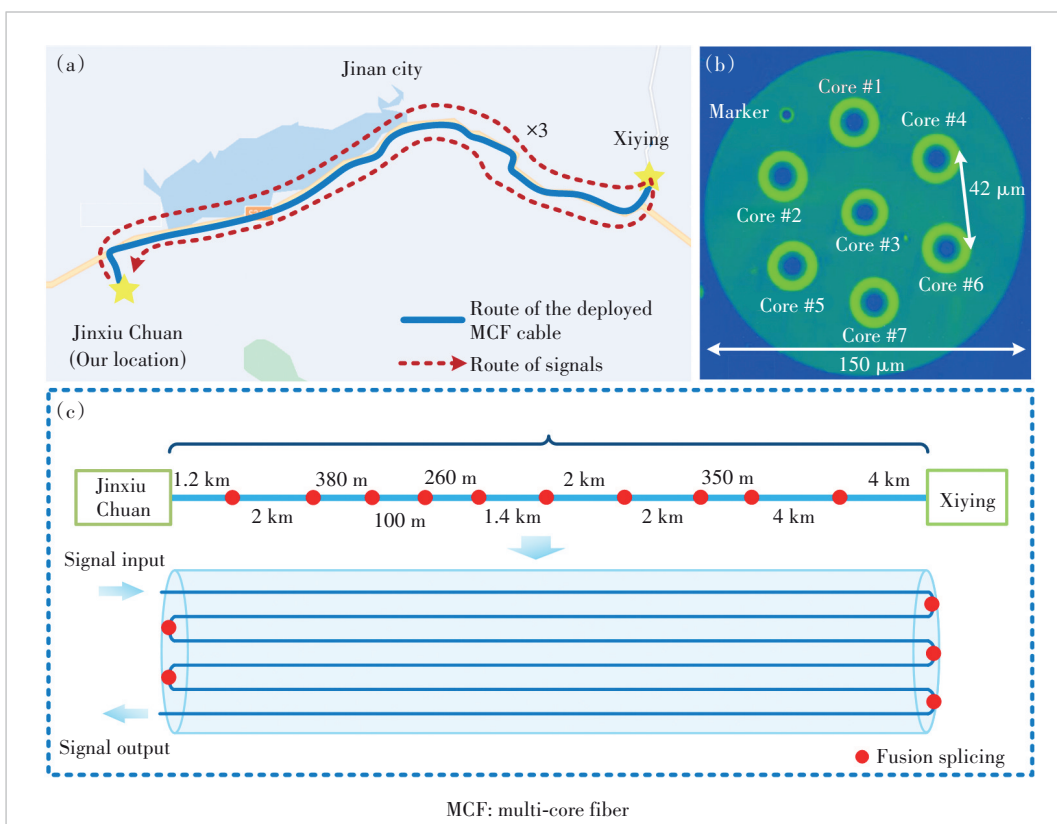 (a)
Jinan city
×3
Xiying
Jinxiu Chuan
(Our location)
Route of the deployed
MCF cable
Route of signals
(b)
Core #1
Marker
Core #4
42 μm
Core #2
Core #3
Core #6
Core #5
Core #7
150 μm
(c)
Jinxiu
Chuan
1.2 km
380 m
260 m
2 km
350 m
4 km
2 km
100 m
1.4 km
2 km
4 km
Xiying
Signal input
Signal output
Fusion splicing
MCF: multi-core fiber